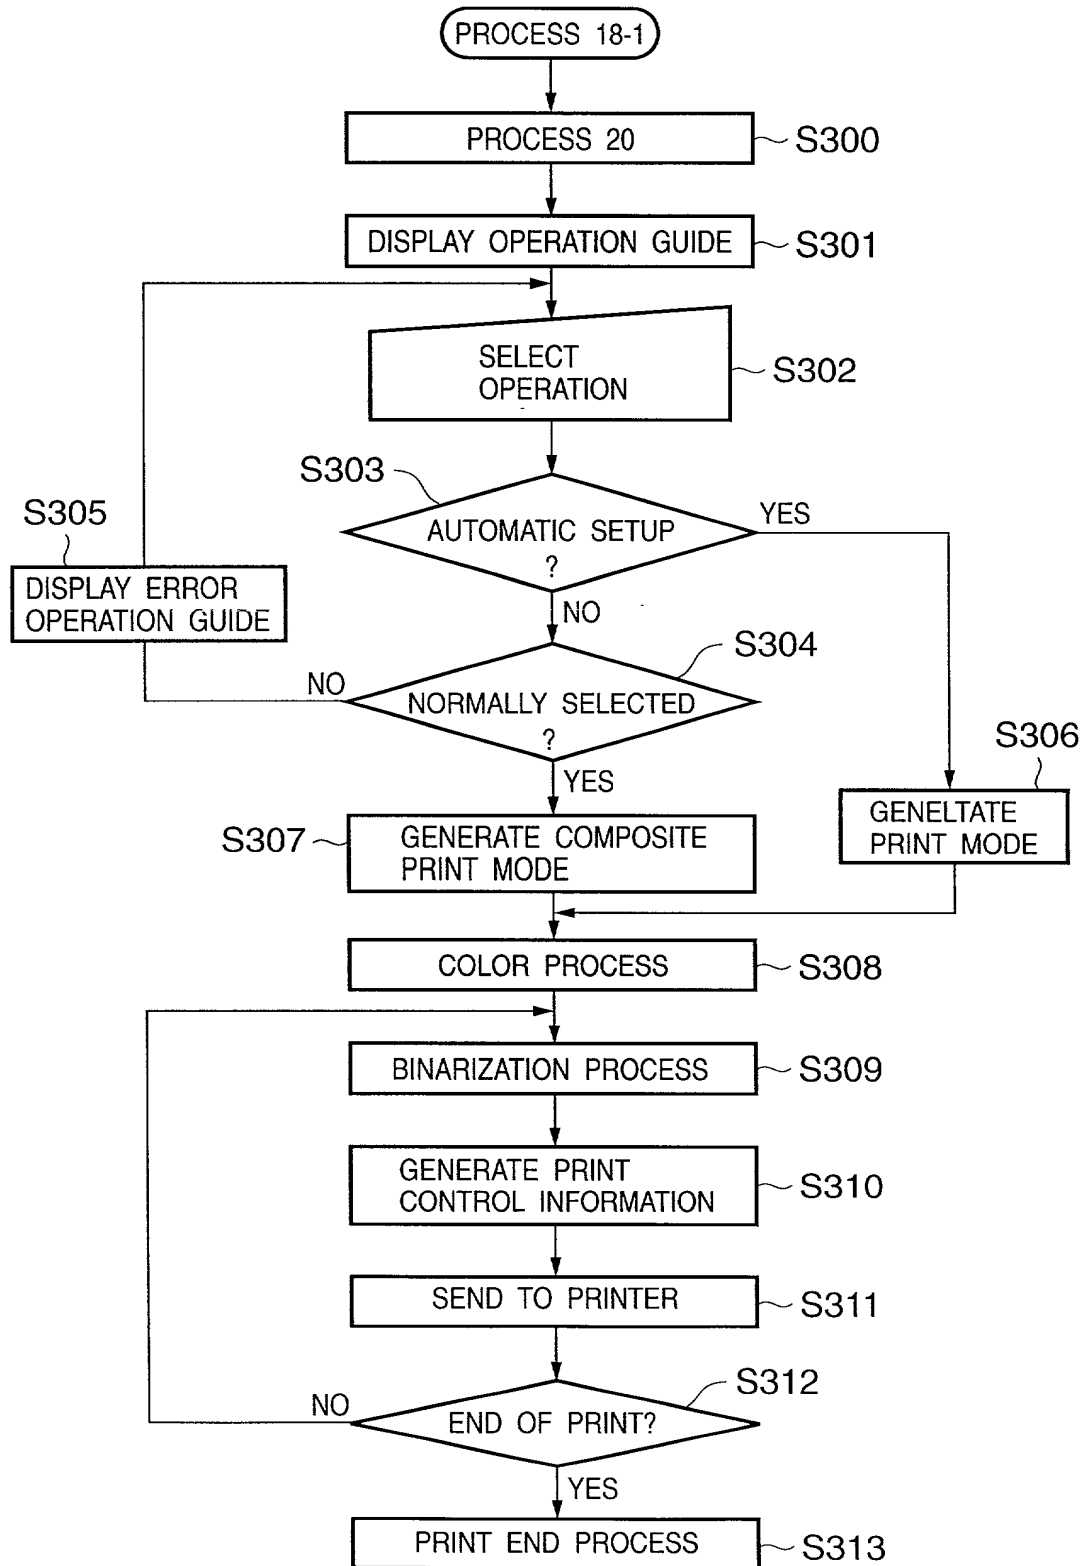 PROCESS 18-1
PROCESS 20
S300
DISPLAY OPERATION GUIDE
S301
SELECT
OPERATION
S302
S303
AUTOMATIC SETUP
?
YES
NO
S305
DISPLAY ERROR
OPERATION GUIDE
S304
NO
NORMALLY SELECTED
?
YES
S306
GENELTATE
PRINT MODE
S307
GENERATE COMPOSITE
PRINT MODE
COLOR PROCESS
S308
BINARIZATION PROCESS
S309
GENERATE PRINT
CONTROL INFORMATION
S310
SEND TO PRINTER
S311
S312
NO
END OF PRINT?
YES
PRINT END PROCESS
S313